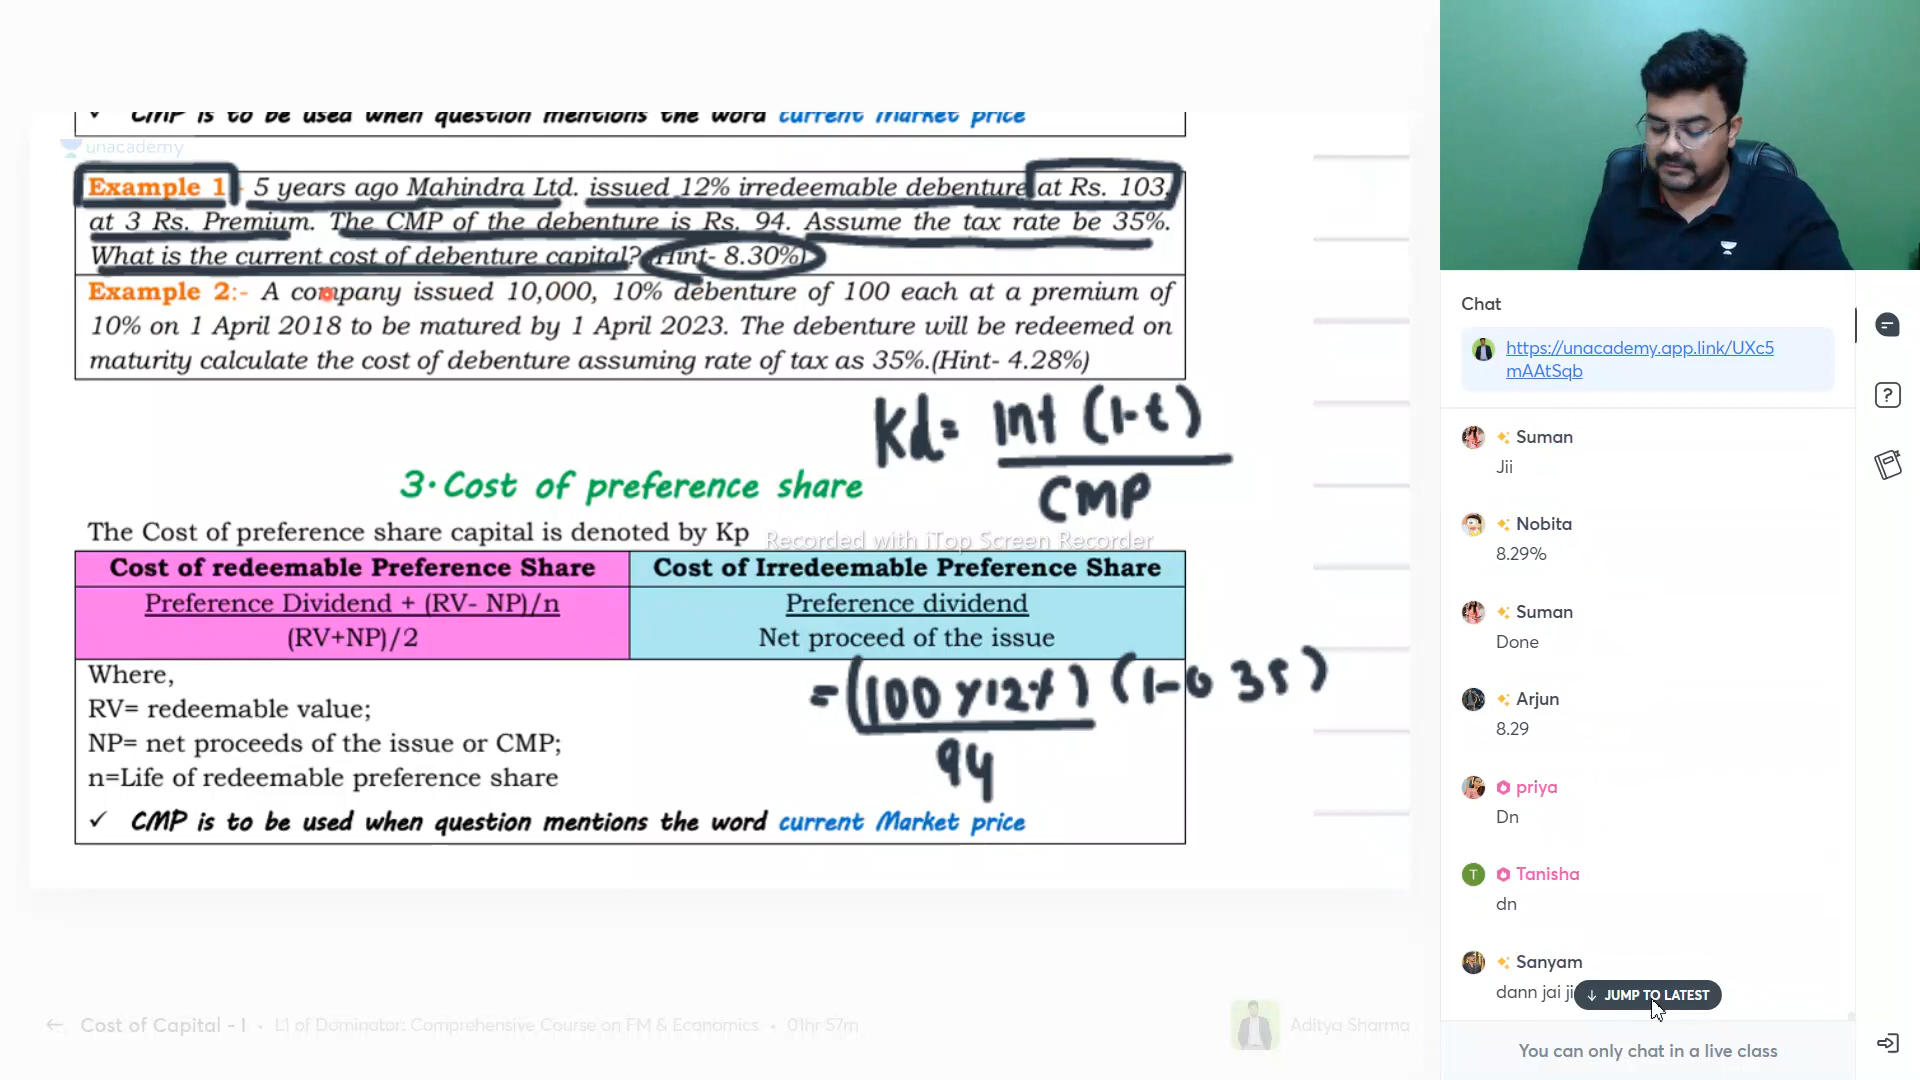 ✓ CMP is to be used when question mentions the word current Market price
unacademy
Example 1 - 5 years ago Mahindra Ltd. issued 12% irredeemable debenture at Rs. 103,
at 3 Rs. Premium. The CMP of the debenture is Rs. 94. Assume the tax rate be 35%.
What is the current cost of debenture capital? (Hint- 8.30%)
Example 2:- A company issued 10,000, 10% debenture of 100 each at a premium of
10% on 1 April 2018 to be matured by 1 April 2023. The debenture will be redeemed on
maturity calculate the cost of debenture assuming rate of tax as 35%.(Hint- 4.28%)
Kd = Int (1-t)
CMP
3. Cost of preference share
The Cost of preference share capital is denoted by Kp
Recorded with iTop Screen Recorder
Cost of redeemable Preference Share
Preference Dividend + (RV- NP)/n
(RV+NP)/2
Cost of Irredeemable Preference Share
Preference dividend
Net proceed of the issue
Where,
RV= redeemable value;
NP= net proceeds of the issue or CMP;
n=Life of redeemable preference share
✓ CMP is to be used when question mentions the word current Market price
= (100 x 12%) (1-0 35)
94
← Cost of Capital - I • L1 of Dominator: Comprehensive Course on FM & Economics • 01hr 57m
Aditya Sharma
Chat
https://unacademy.app.link/UXc5
mAAtSqb
Suman
Jii
Nobita
8.29%
Suman
Done
Arjun
8.29
priya
Dn
T Tanisha
dn
Sanyam
dann jai ji
↓ JUMP TO LATEST
You can only chat in a live class